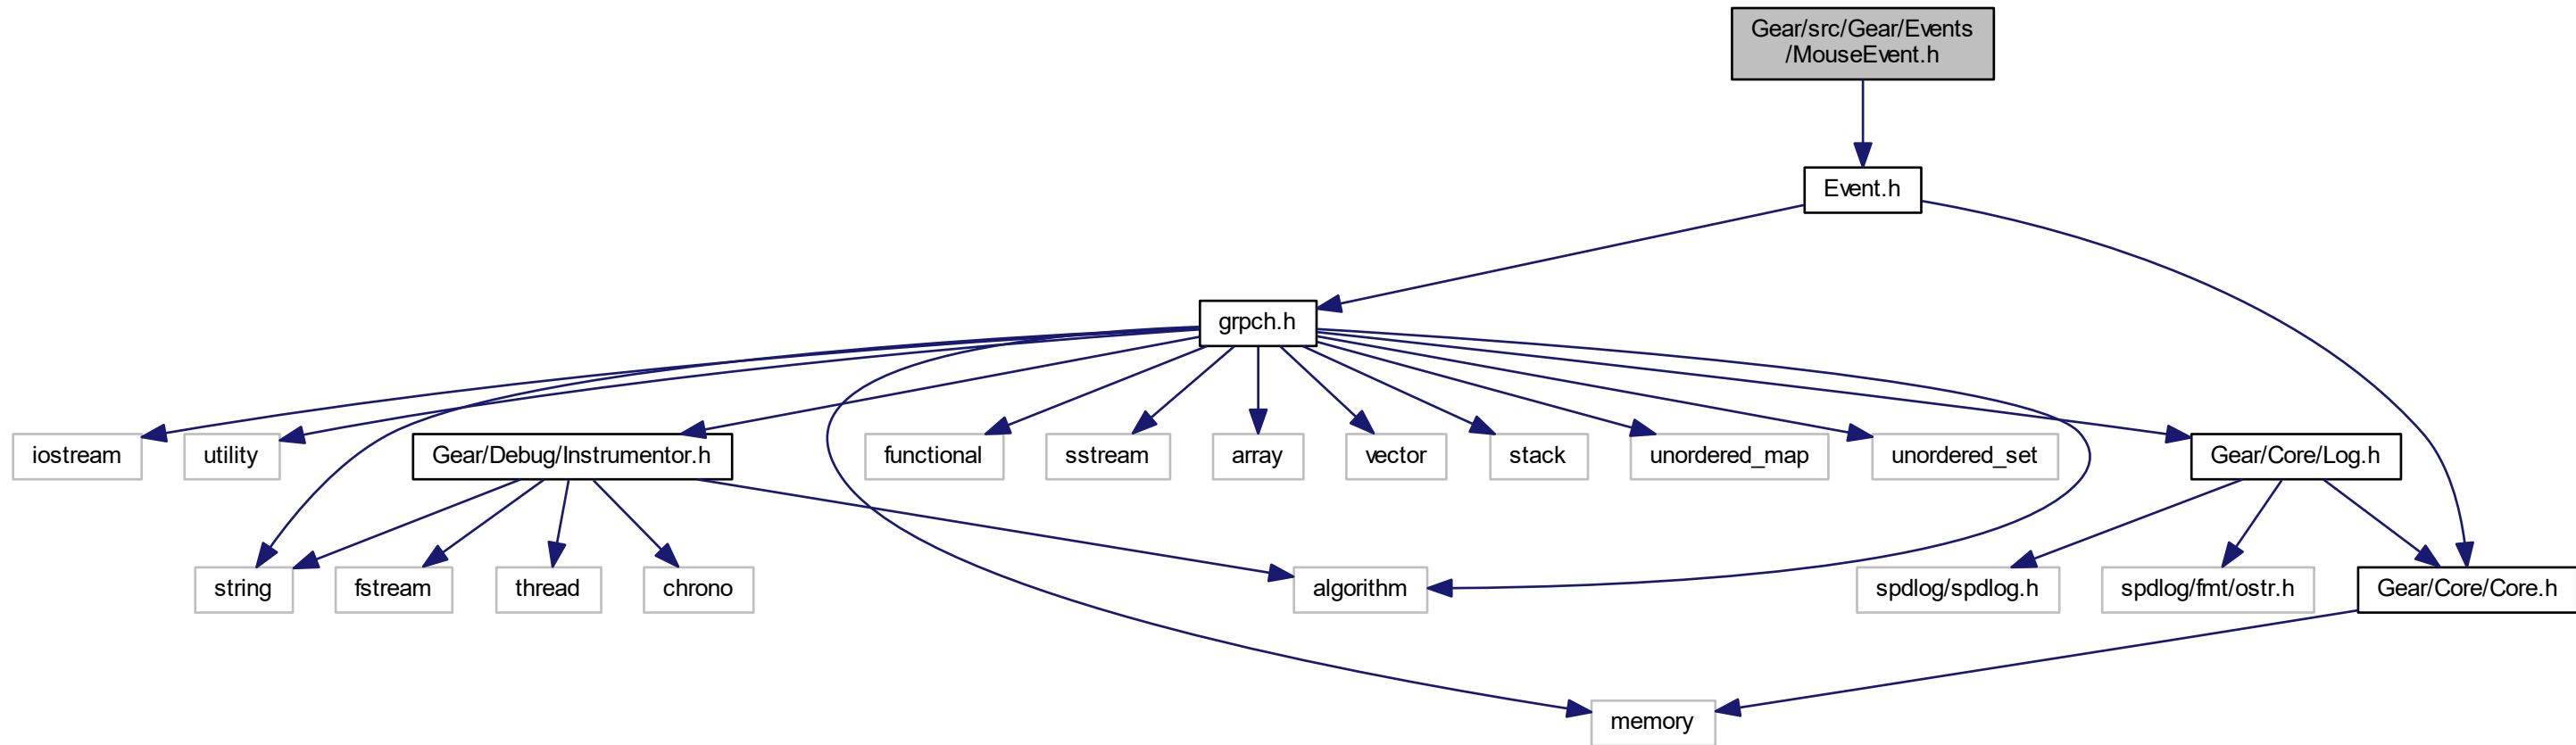 Gear/src/Gear/Events
/MouseEvent.h
Event.h
grpch.h
iostream
utility
Gear/Debug/Instrumentor.h
functional
sstream
array
vector
stack
unordered_map
unordered_set
Gear/Core/Log.h
string
fstream
thread
chrono
algorithm
spdlog/spdlog.h
spdlog/fmt/ostr.h
Gear/Core/Core.h
memory